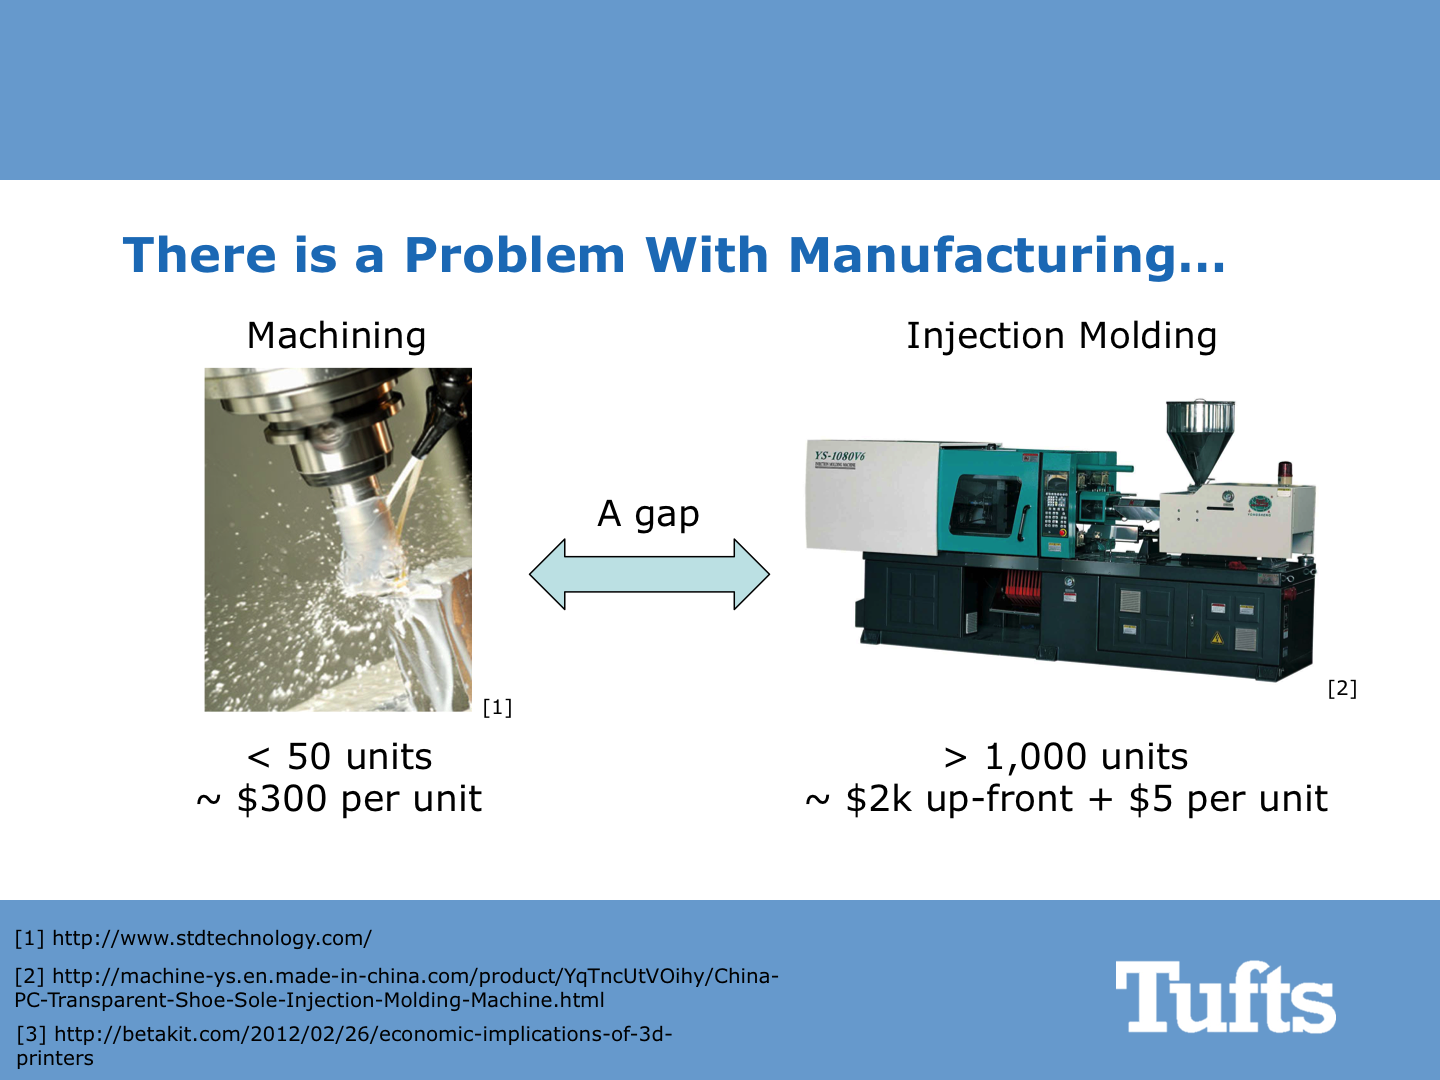 There is a Problem With Manufacturing…
Machining
Injection Molding
YS-1080V6
A gap
[1]
[2]
< 50 units
~ $300 per unit
> 1,000 units
~ $2k up-front + $5 per unit
[1] http://www.stdtechnology.com/
[2] http://machine-ys.en.made-in-china.com/product/YqTncUtVOihy/China-
PC-Transparent-Shoe-Sole-Injection-Molding-Machine.html
[3] http://betakit.com/2012/02/26/economic-implications-of-3d-
printers
Tufts